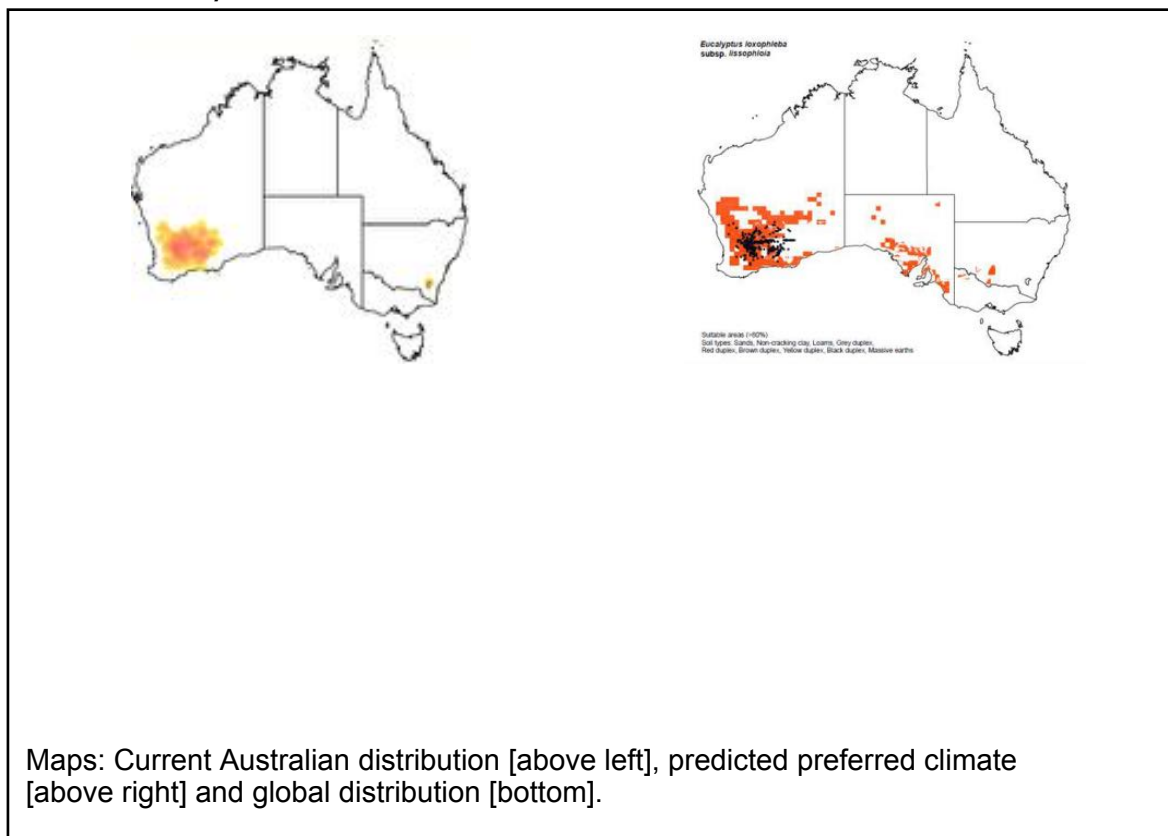 Eucalyptus loxophleba
subsp. lissophloia
Suitable areas (>60%)
Soil types: Sands, Non-cracking clay, Loams, Grey duplex,
Red duplex, Brown duplex, Yellow duplex, Black duplex, Massive earths
Maps: Current Australian distribution [above left], predicted preferred climate
[above right] and global distribution [bottom].